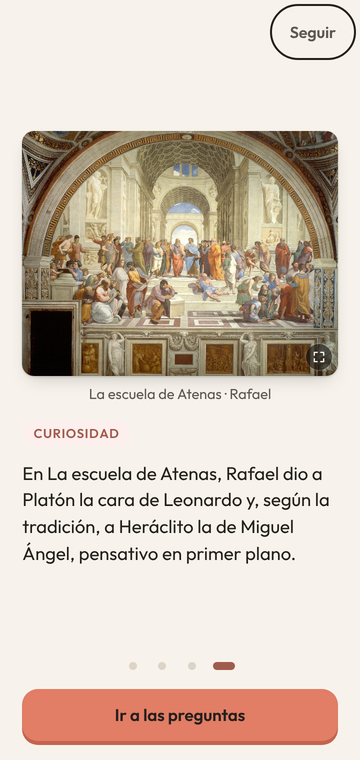 Seguir
La escuela de Atenas · Rafael
CURIOSIDAD
En La escuela de Atenas, Rafael dio a
Platón la cara de Leonardo y, según la
tradición, a Heráclito la de Miguel
Ángel, pensativo en primer plano.
Ir a las preguntas